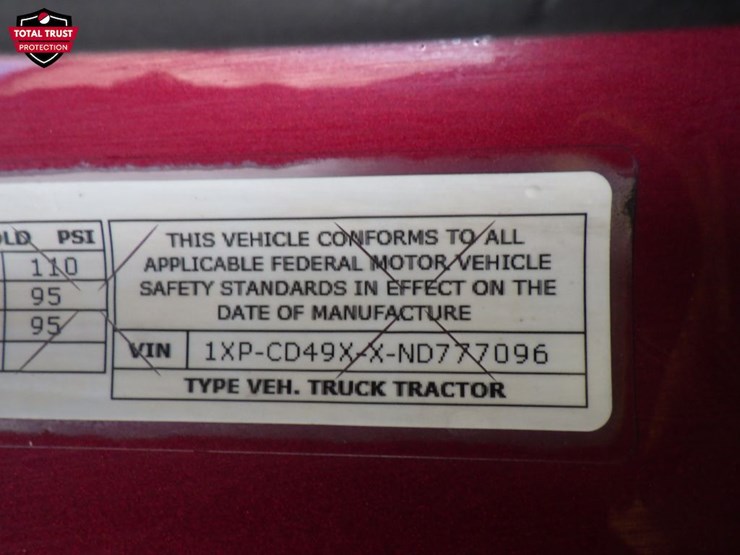 TOTAL TRUST
PROTECTION
PSI
110
95
95
THIS VEHICLE CONFORMS TO ALL
APPLICABLE FEDERAL MOTOR VEHICLE
SAFETY STANDARDS IN EFFECT ON THE
DATE OF MANUFACTURE
VIN 1XP-CD49X-X-ND777096
TYPE VEH. TRUCK TRACTOR